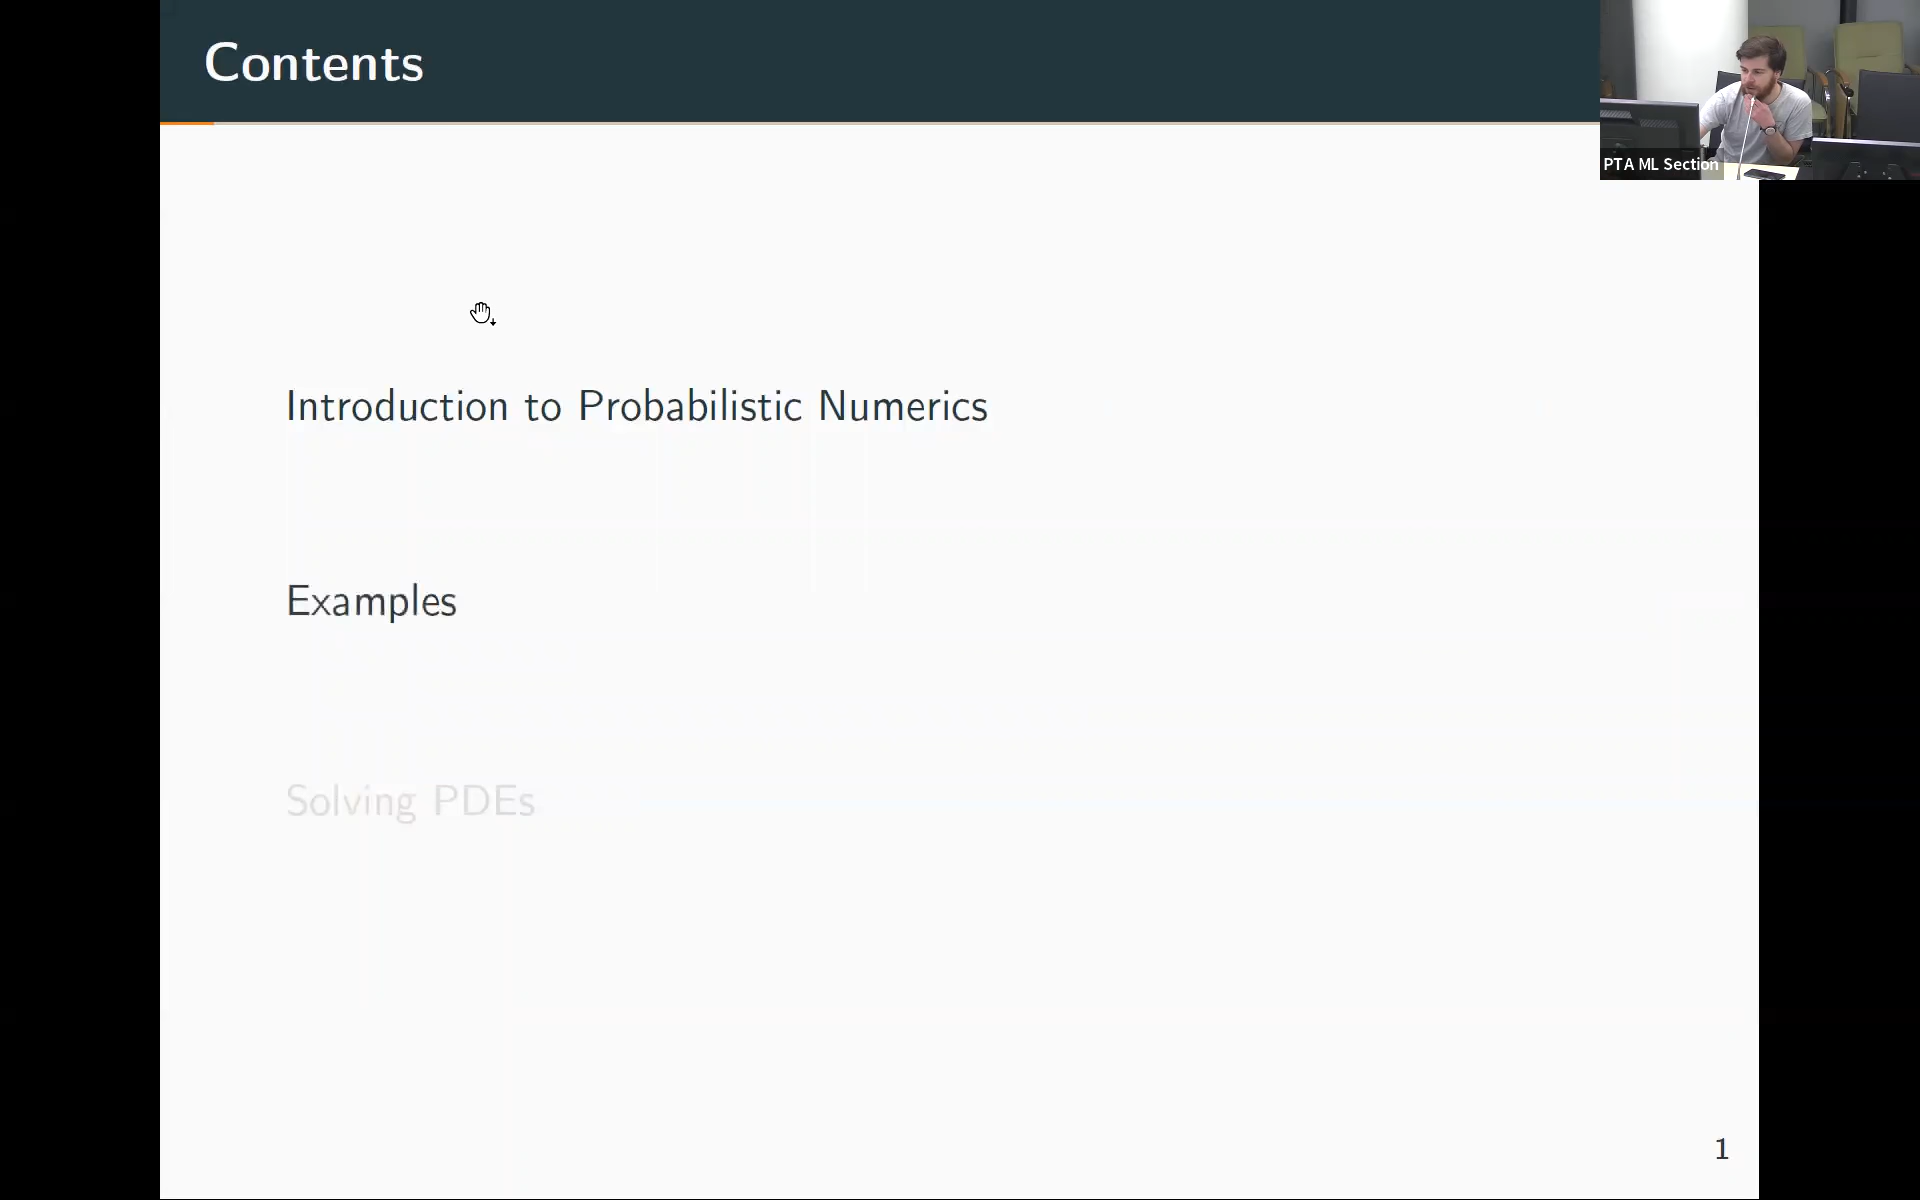 Contents
PTA ML Section
Introduction to Probabilistic Numerics
Examples
Solving PDEs
1